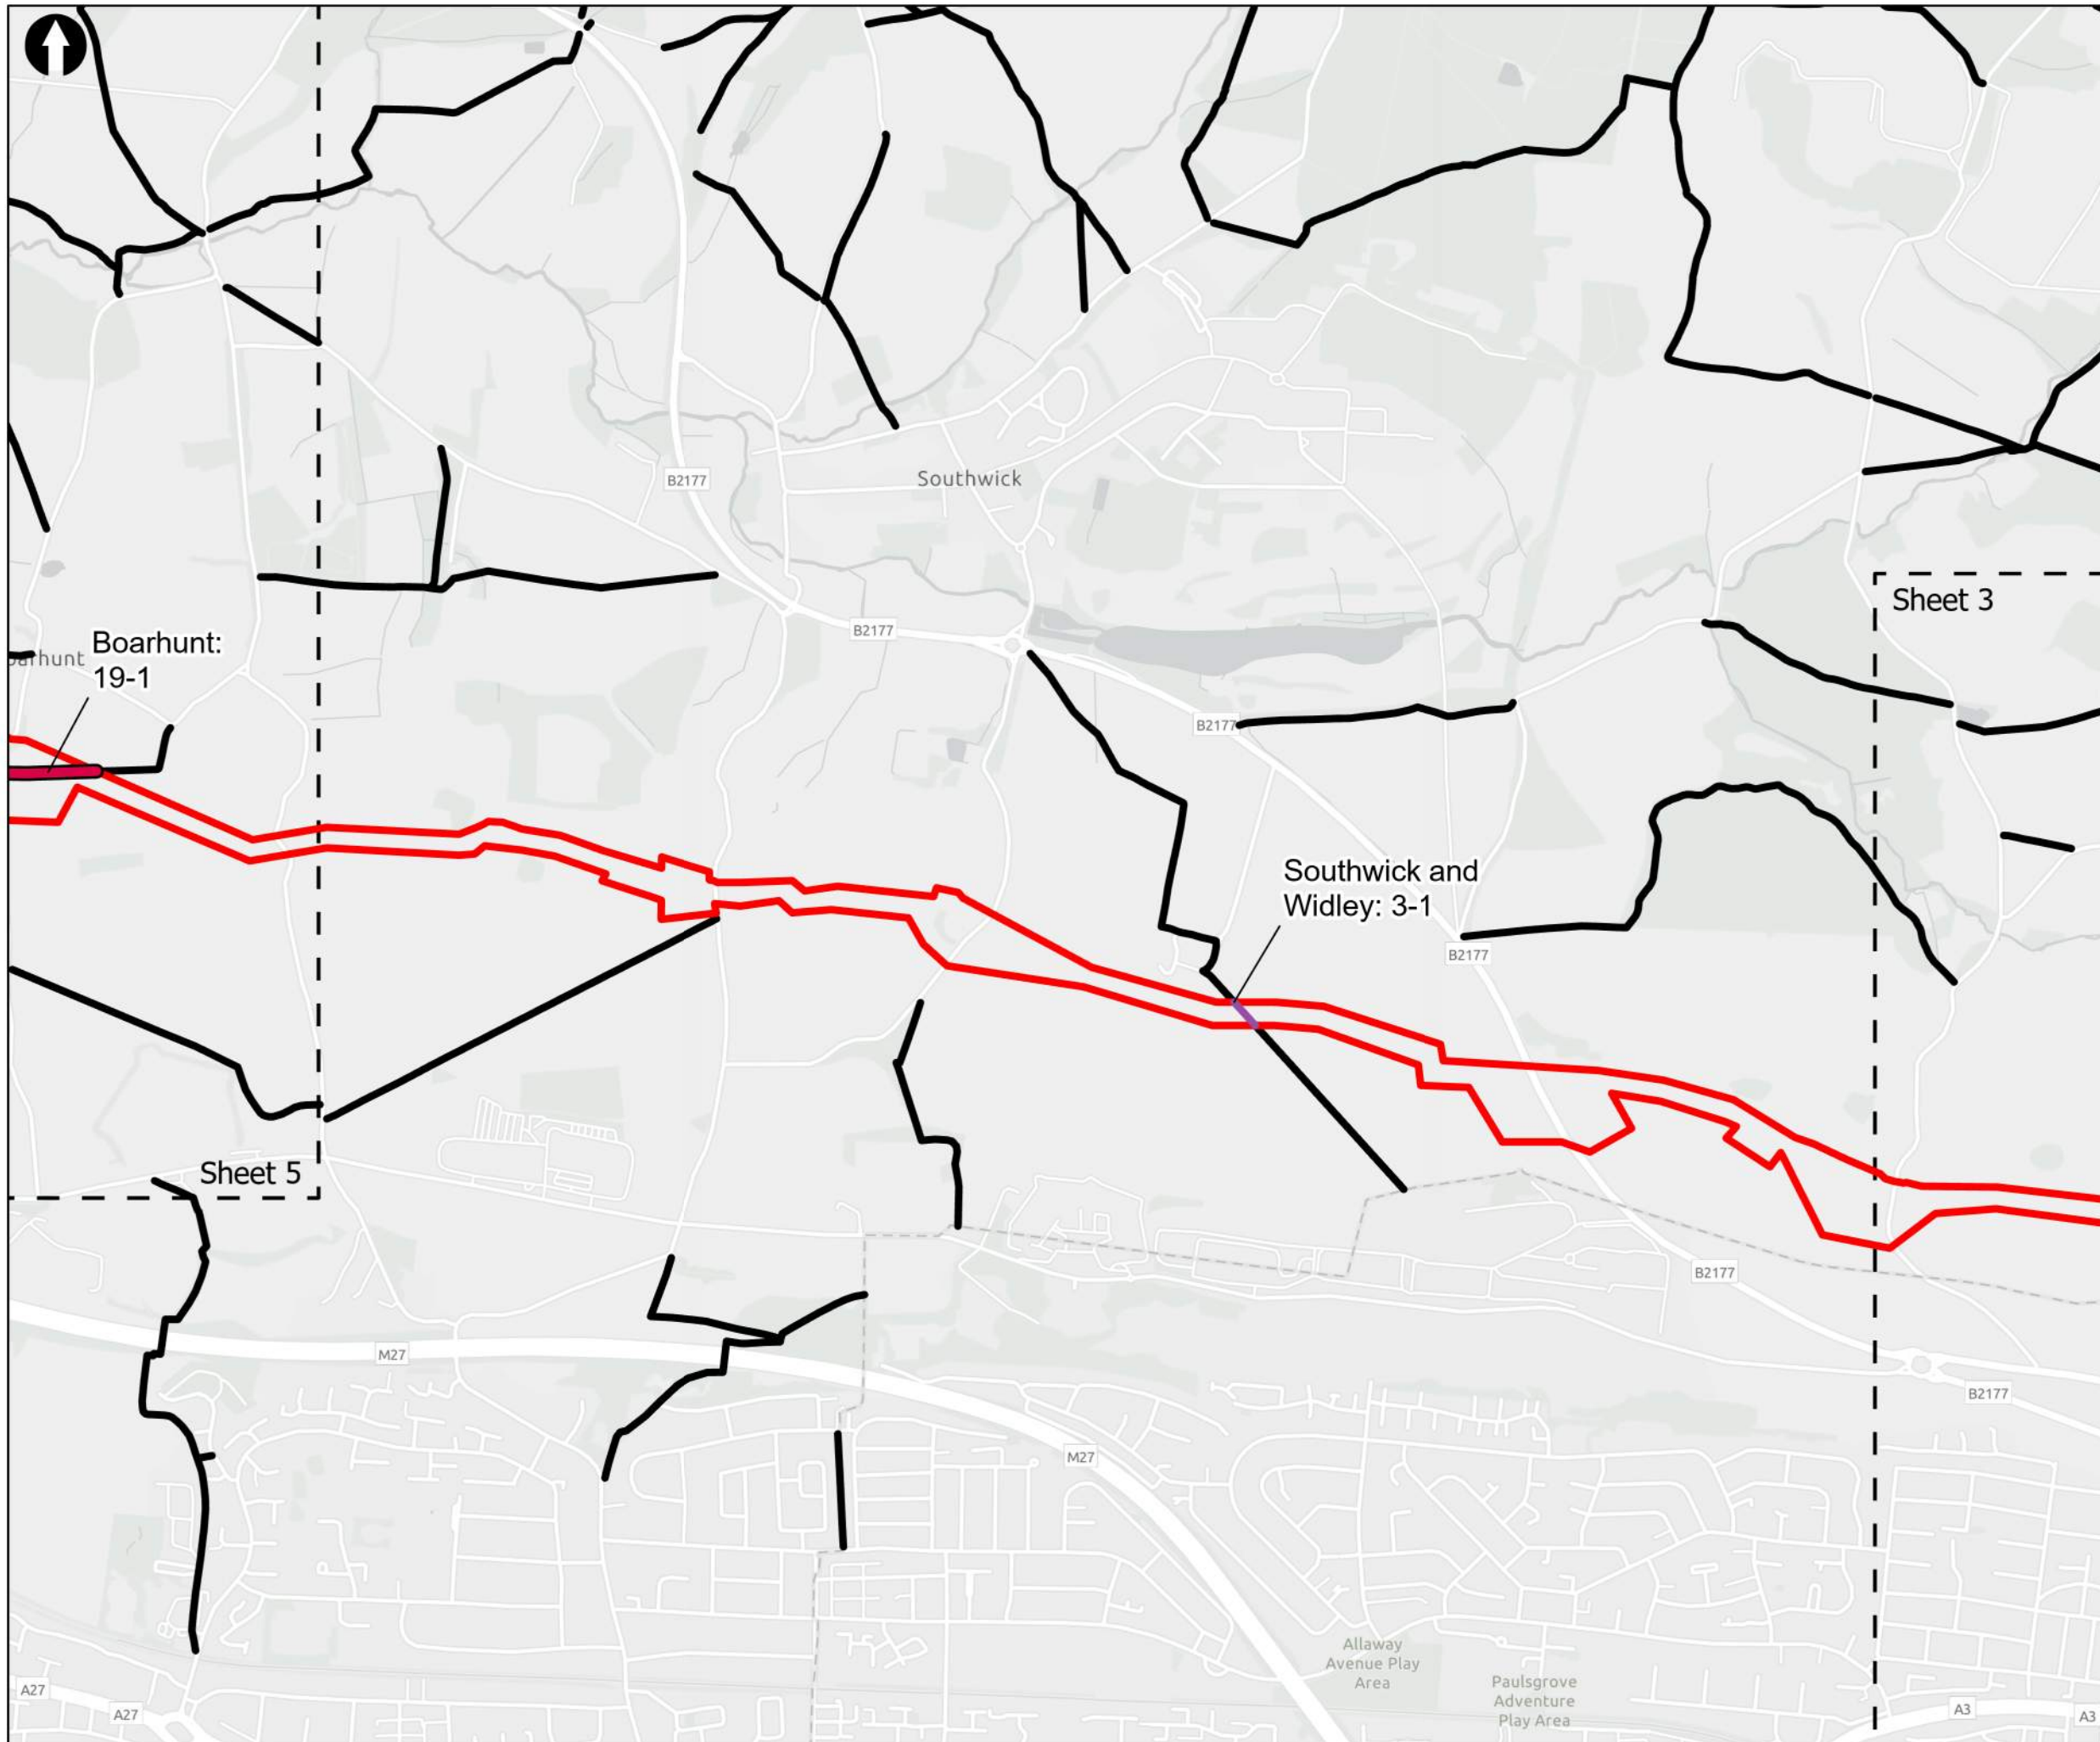 B2177
Southwick
Sheet 3
B2177
Boarhunt:
19-1
arhunt
B2177
Southwick and
Widley: 3-1
B2177
Sheet 5
B2177
M27
B2177
M27
Allaway
Avenue Play
Area
Paulsgrove
Adventure
Play Area
A27
A27
A3
A3